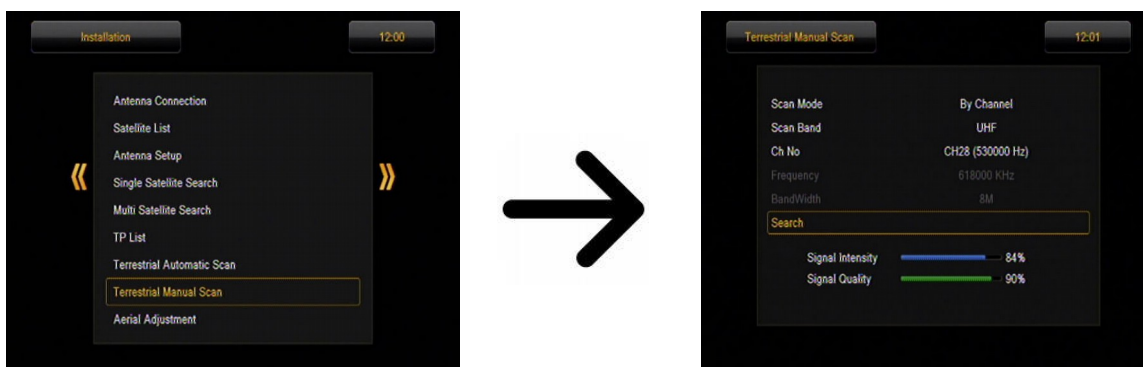 Installation 12:00
Antenna Connection
Satellite List
Antenna Setup
Single Satellite Search
Multi Satellite Search
TP List
Terrestrial Automatic Scan
Terrestrial Manual Scan
Aerial Adjustment
Terrestrial Manual Scan 12:01
Scan Mode By Channel
Scan Band UHF
Ch No CH28 (530000 Hz)
Frequency 618000 KHz
BandWidth 8M
Search
Signal Intensity 84%
Signal Quality 90%